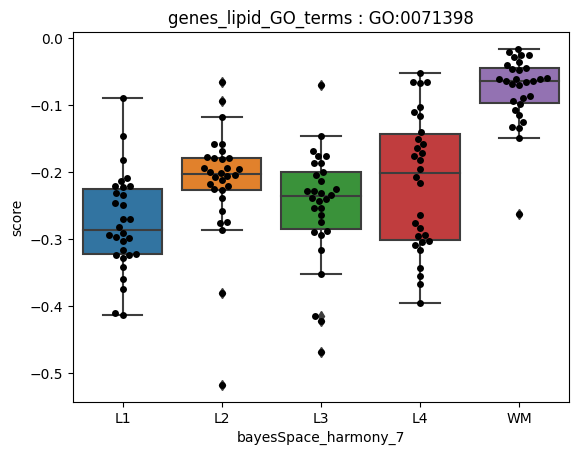 genes_lipid_GO_terms : GO:0071398
0.0
−0.1
−0.2
−0.3
−0.4
−0.5
score
L1 L2 L3 L4 WM
bayesSpace_harmony_7